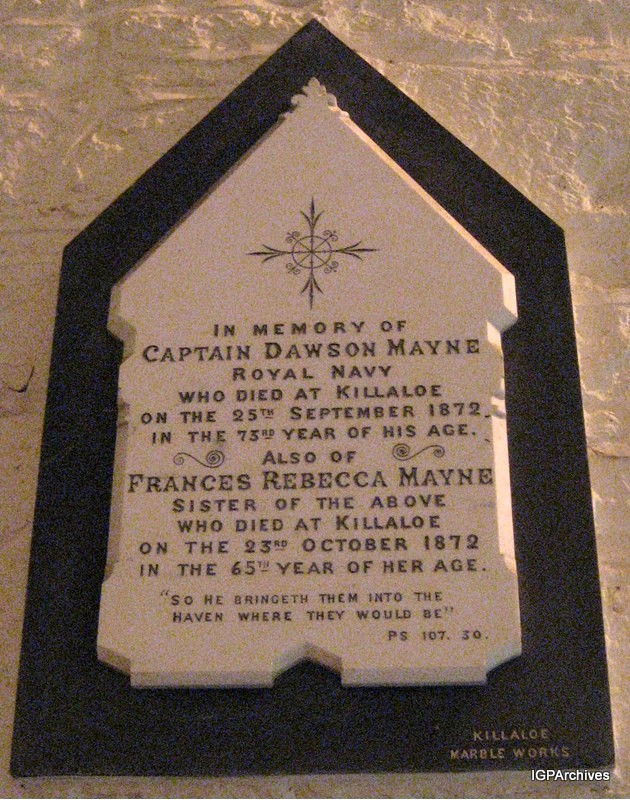 IN MEMORY OF
CAPTAIN DAWSON MAYNE
ROYAL NAVY
WHO DIED AT KILLALOE
ON THE 25TH SEPTEMBER 1872.
IN THE 73RD YEAR OF HIS AGE.
ALSO OF
FRANCES REBECCA MAYNE
SISTER OF THE ABOVE
WHO DIED AT KILLALOE
ON THE 23RD OCTOBER 1872
IN THE 65TH YEAR OF HER AGE.
"SO HE BRINGETH THEM INTO THE
HAVEN WHERE THEY WOULD BE"
PS 107. 30.
KILLALOE
MARBLE WORKS
IGPArchives